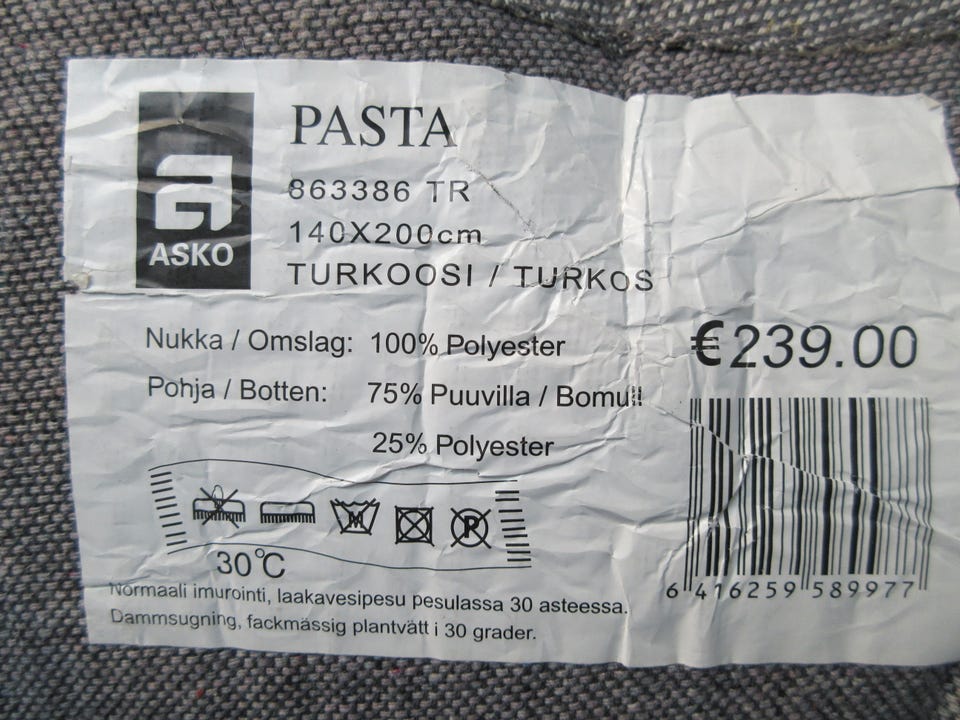 ASKO
PASTA
863386 TR
140X200cm
TURKOOSI / TURKOS
Nukka / Omslag: 100% Polyester
Pohja / Botten: 75% Puuvilla / Bomull
25% Polyester
€239.00
M
P
30°C
Normaali imurointi, laakavesipesu pesulassa 30 asteessa.
Dammsugning, fackmässig plantvätt i 30 grader.
6 416259 589977